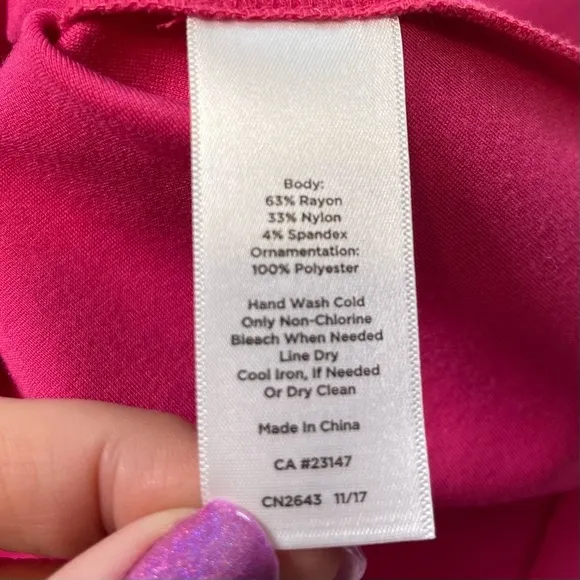 Body:
63% Rayon
33% Nylon
4% Spandex
Ornamentation:
100% Polyester
Hand Wash Cold
Only Non-Chlorine
Bleach When Needed
Line Dry
Cool Iron, If Needed
Or Dry Clean
Made In China
CA #23147
CN2643 11/17